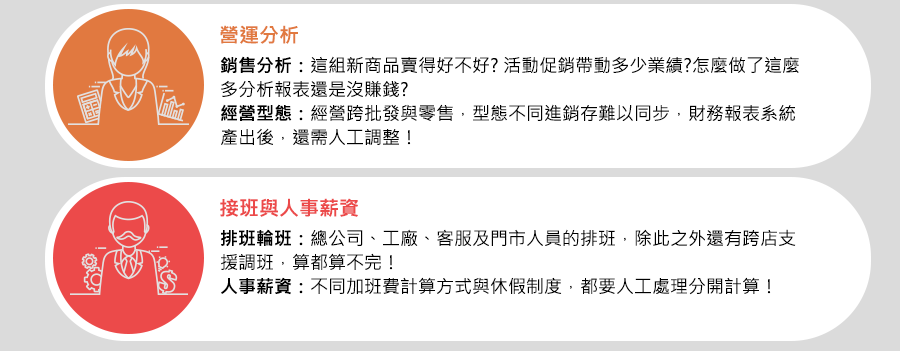 營運分析
銷售分析：這組新商品賣得好不好? 活動促銷帶動多少業績?怎麼做了這麼
多分析報表還是沒賺錢?
經營型態：經營跨批發與零售，型態不同進銷存難以同步，財務報表系統
產出後，還需人工調整！
接班與人事薪資
排班輪班：總公司、工廠、客服及門市人員的排班，除此之外還有跨店支
援調班，算都算不完！
人事薪資：不同加班費計算方式與休假制度，都要人工處理分開計算！